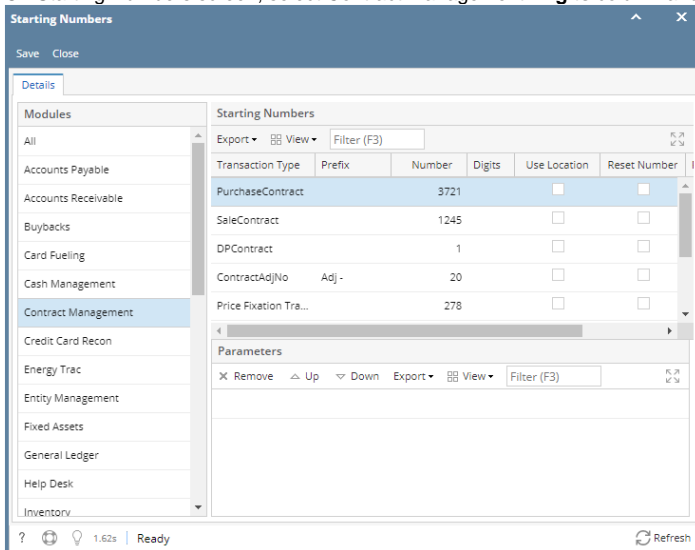 Starting Numbers
Save Close
Details
Modules
All
Accounts Payable
Accounts Receivable
Buybacks
Card Fueling
Cash Management
Contract Management
Credit Card Recon
Energy Trac
Entity Management
Fixed Assets
General Ledger
Help Desk
Inventory
Starting Numbers
Export View Filter (F3)
Transaction Type Prefix Number Digits Use Location Reset Number
PurchaseContract 3721
SaleContract 1245
DPContract 1
ContractAdjNo Adj - 20
Price Fixation Tra... 278
Parameters
X Remove Up Down Export View Filter (F3)
? 1.62s Ready Refresh